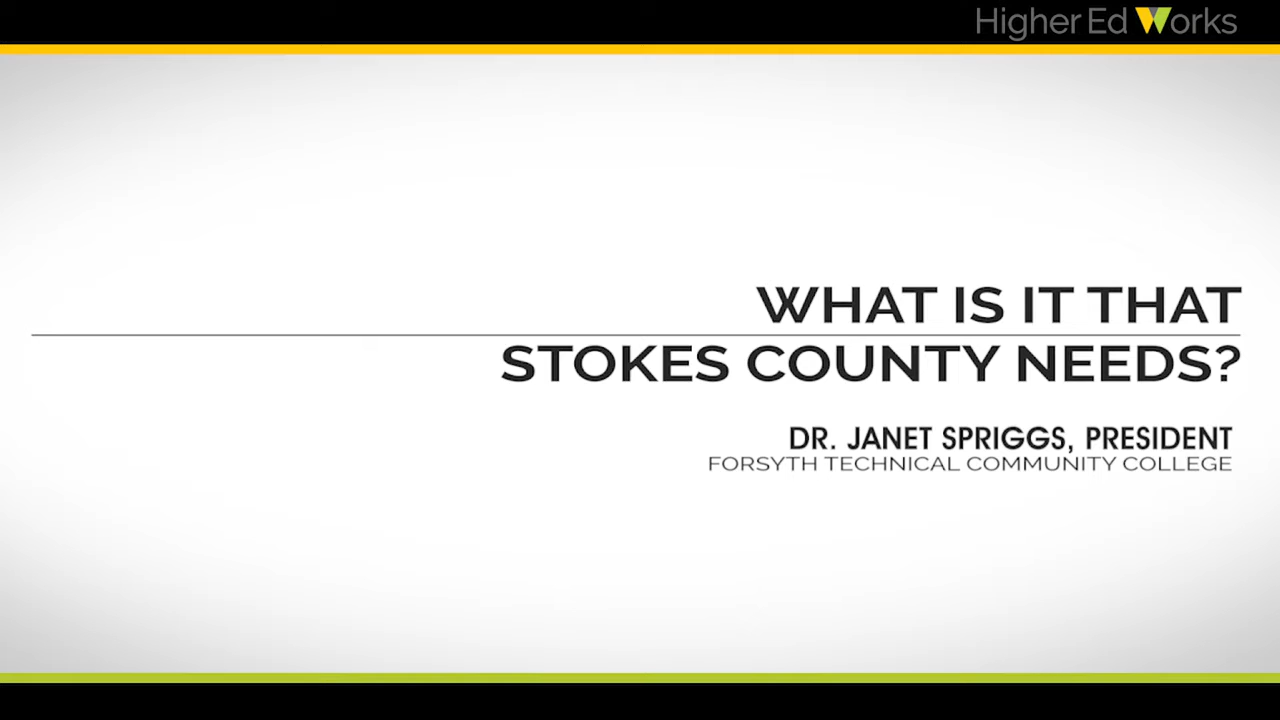 Higher Ed Works
WHAT IS IT THAT
STOKES COUNTY NEEDS?
DR. JANET SPRIGGS, PRESIDENT
FORSYTH TECHNICAL COMMUNITY COLLEGE